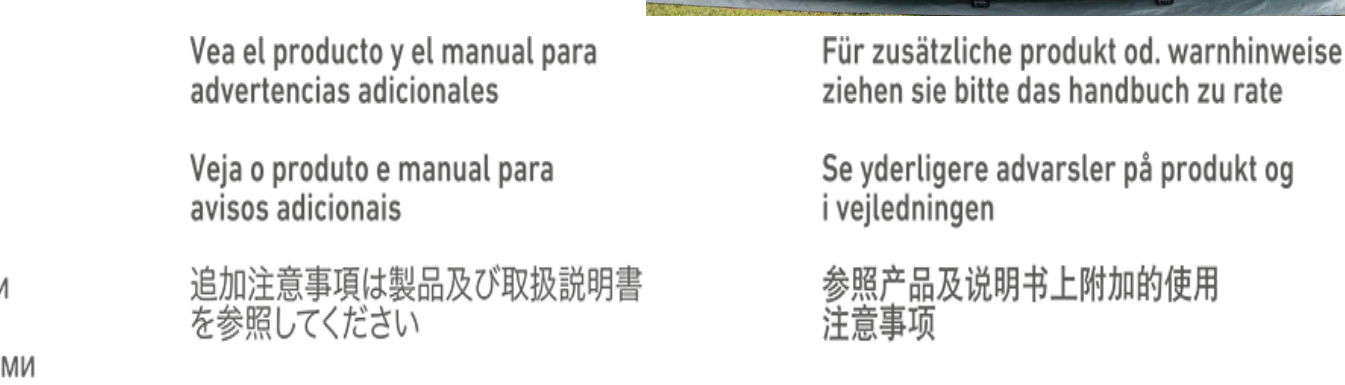 Vea el producto y el manual para
advertencias adicionales
Veja o produto e manual para
avisos adicionais
追加注意事項は製品及び取扱説明書
を参照してください
Für zusätzliche produkt od. warnhinweise
ziehen sie bitte das handbuch zu rate
Se yderligere advarsler på produkt og
i vejledningen
参照产品及说明书上附加的使用
注意事项